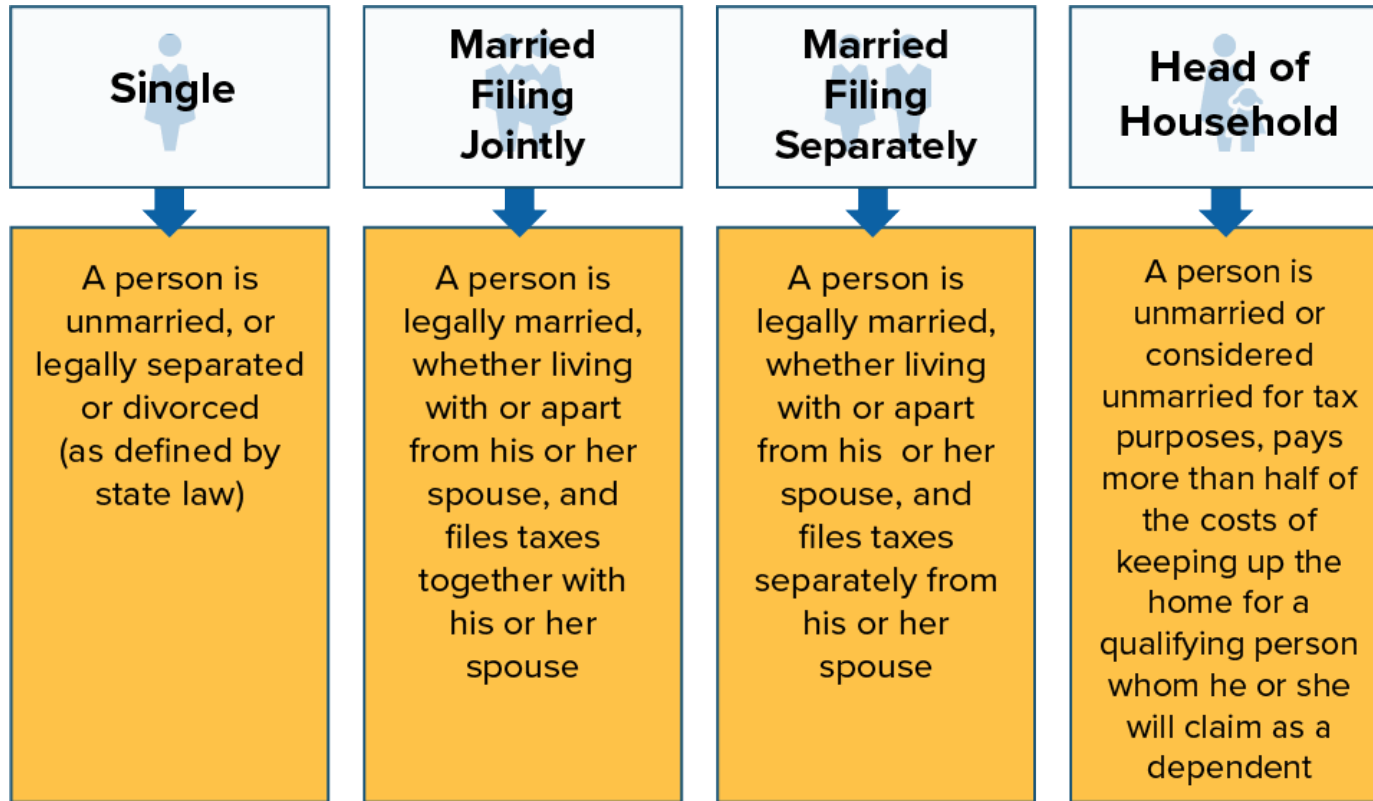 Single
A person is
unmarried, or
legally separated
or divorced
(as defined by
state law)
Married
Filing
Jointly
A person is
legally married,
whether living
with or apart
from his or her
spouse, and
files taxes
together with
his or her
spouse
Married
Filing
Separately
A person is
legally married,
whether living
with or apart
from his  or her
spouse, and
files taxes
separately from
his or her
spouse
Head of
Household
A person is
unmarried or
considered
unmarried for tax
purposes, pays
more than half of
the costs of
keeping up the
home for a
qualifying person
whom he or she
will claim as a
dependent